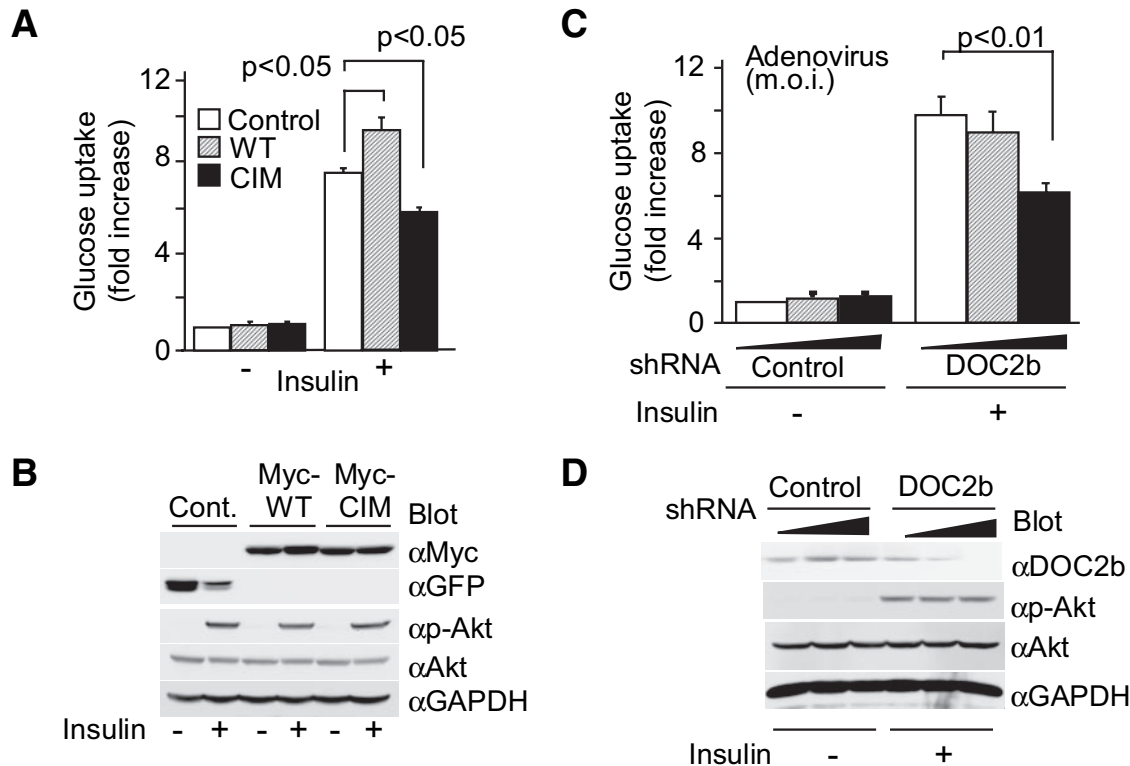 A
p<0.05
p<0.05
12
8
4
0
Glucose uptake
(fold increase)
Control
WT
CIM
- Insulin +
B
Cont.
Myc-
WT
Myc-
CIM
Blot
αMyc
αGFP
αp-Akt
αAkt
αGAPDH
Insulin - + - + - +
C
Adenovirus
(m.o.i.)
p<0.01
12
8
4
0
Glucose uptake
(fold increase)
shRNA Control DOC2b
Insulin - +
D
shRNA Control DOC2b
Blot
αDOC2b
αp-Akt
αAkt
αGAPDH
Insulin - +